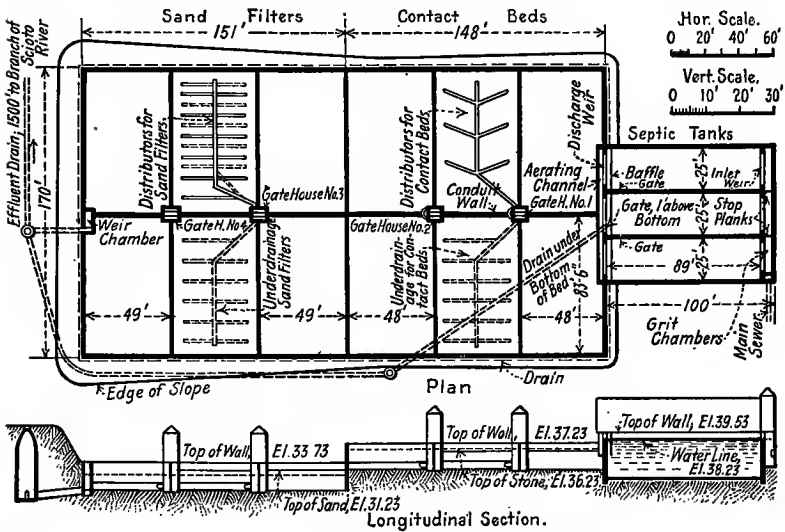 Sand Filters
Contact Beds
151'
148'
Hor. Scale.
0 20' 40' 60'
Vert. Scale.
0 10' 20' 30'
Effluent Drain; 1500' to Branch of
Scioto
River
170'
Distributors for
Sand Filters
Distributors for
Contact Beds
Discharge
Weir
Septic Tanks
Aerating
Channel
Baffle
Gate
25'
Inlet
Weir
Gate House No. 3
Conduit
Wall
Gate H. No. 1
Gate, 1' above
Bottom
25'
Stop
Planks
Weir
Chamber
Gate H. No. 4
Gate House No. 2
Gate
25'
Underdrainage
Sand Filters
Underdrain-
age for Con-
tact Beds
Drain under
Bottom
of Bed
83'6"
89'
49'
49'
48'
48'
100'
Grit
Chambers
Main
Sewer
Edge of Slope
Plan
Drain
Top of Wall, El. 33 73
Top of Wall, El. 37.23
Top of Wall, El. 39.53
Water Line,
El. 38.23
Top of Sand, El. 31.23
Top of Stone, El. 36.23
Longitudinal Section.